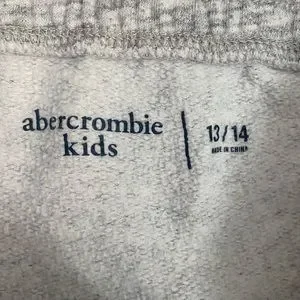 abercrombie
kids
13/14
MADE IN CHINA